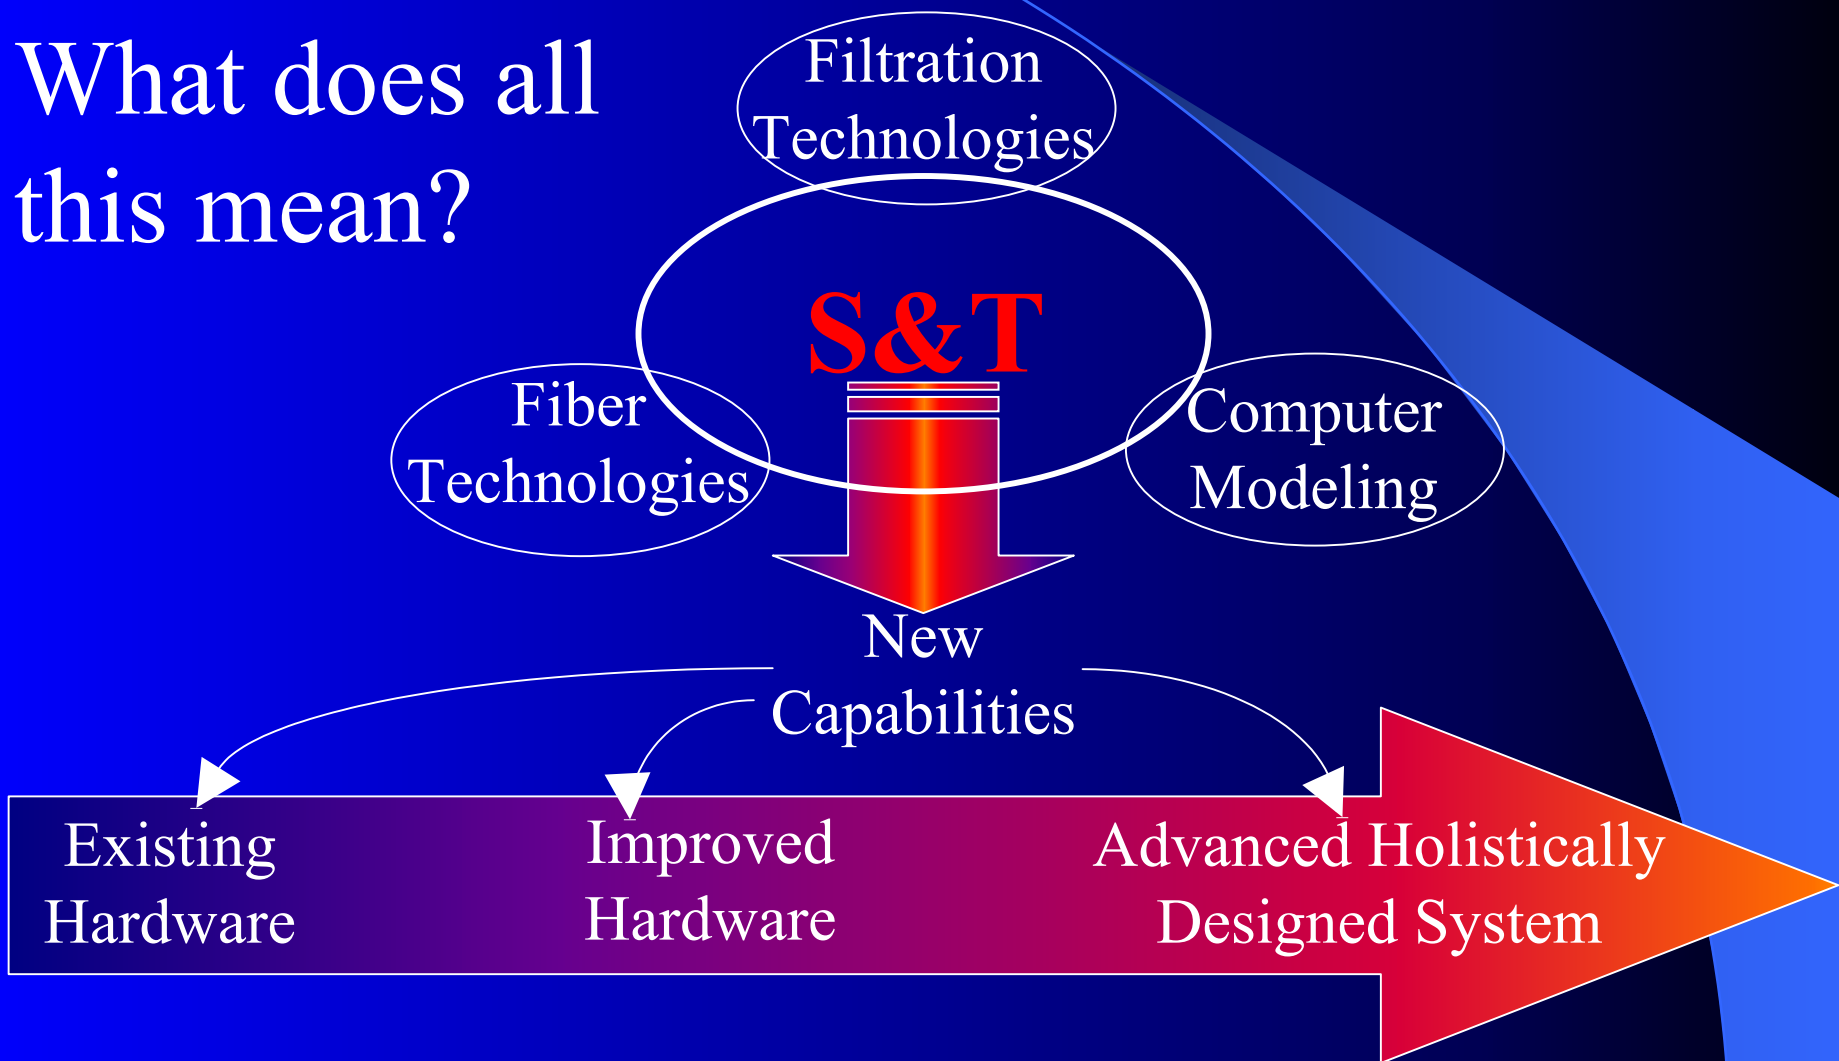 What does all
this mean?
Filtration
Technologies
S&T
Fiber
Technologies
Computer
Modeling
New
Capabilities
Existing
Hardware
Improved
Hardware
Advanced Holistically
Designed System